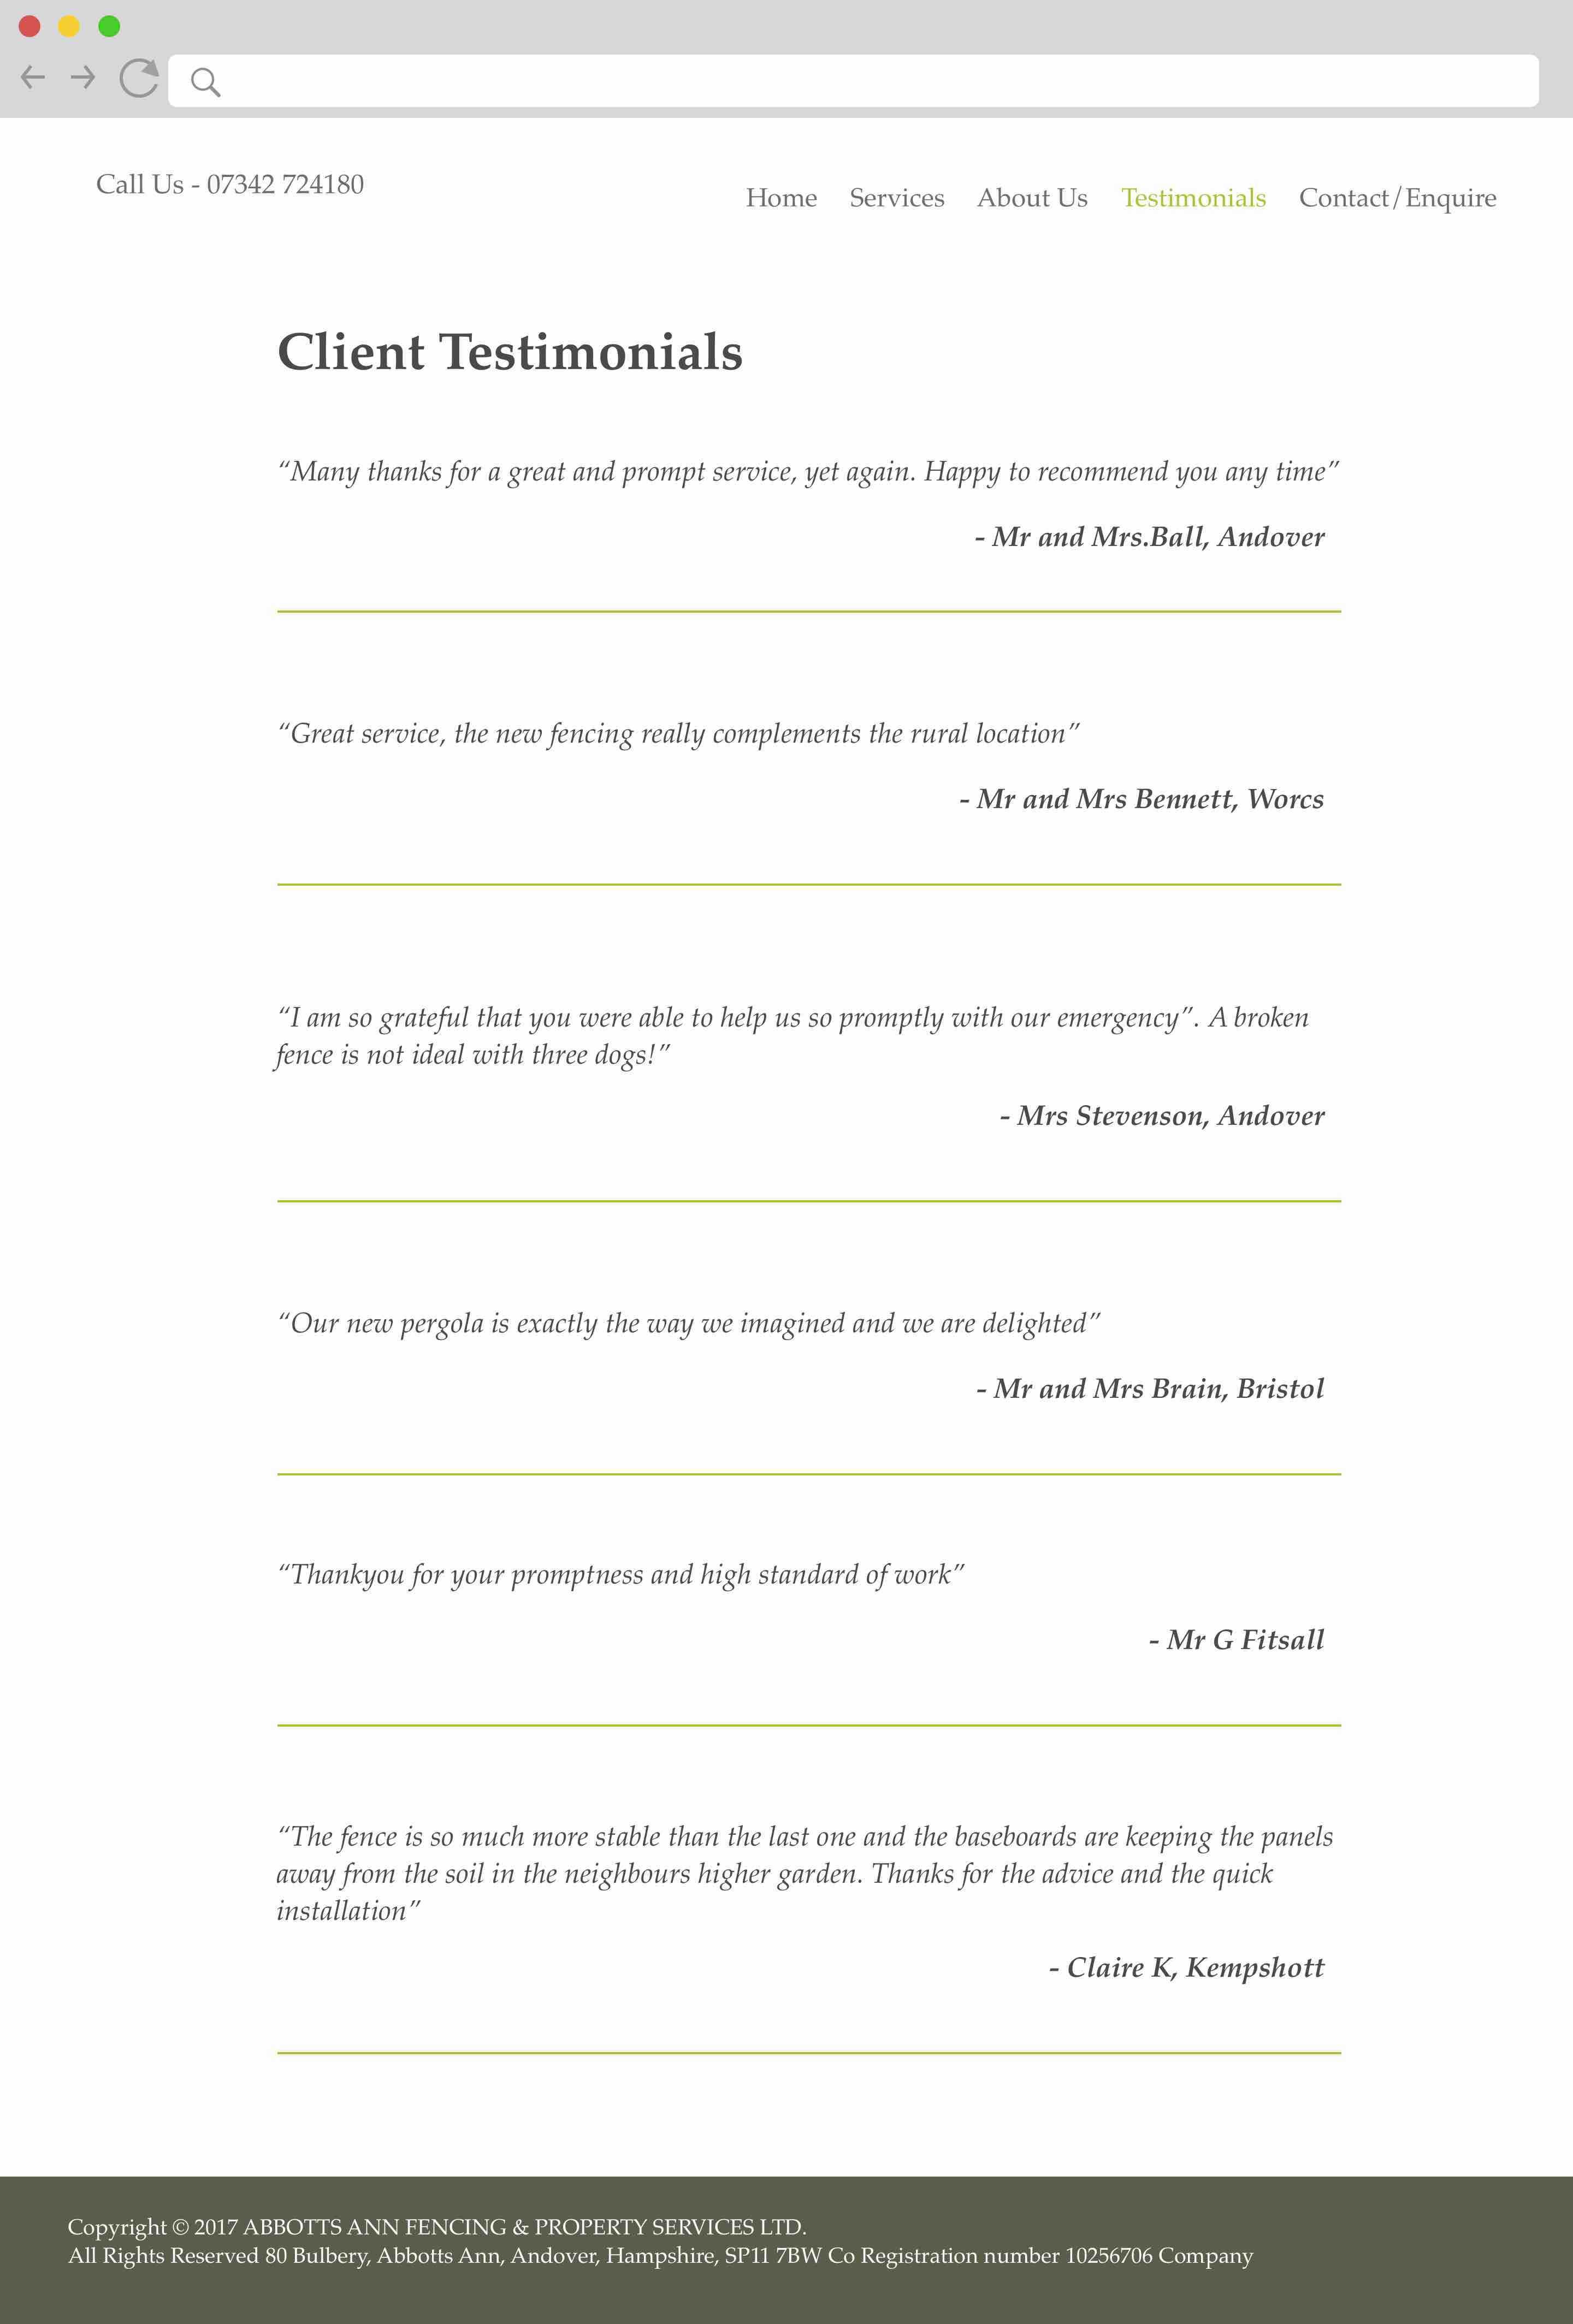 Call Us - 07342 724180
Home Services About Us Testimonials Contact/Enquire
Client Testimonials
“Many thanks for a great and prompt service, yet again. Happy to recommend you any time”
- Mr and Mrs.Ball, Andover
“Great service, the new fencing really complements the rural location”
- Mr and Mrs Bennett, Worcs
“I am so grateful that you were able to help us so promptly with our emergency”. A broken
fence is not ideal with three dogs!”
- Mrs Stevenson, Andover
“Our new pergola is exactly the way we imagined and we are delighted”
- Mr and Mrs Brain, Bristol
“Thankyou for your promptness and high standard of work”
- Mr G Fitsall
“The fence is so much more stable than the last one and the baseboards are keeping the panels
away from the soil in the neighbours higher garden. Thanks for the advice and the quick
installation”
- Claire K, Kempshott
Copyright © 2017 ABBOTTS ANN FENCING & PROPERTY SERVICES LTD.
All Rights Reserved 80 Bulbery, Abbotts Ann, Andover, Hampshire, SP11 7BW Co Registration number 10256706 Company